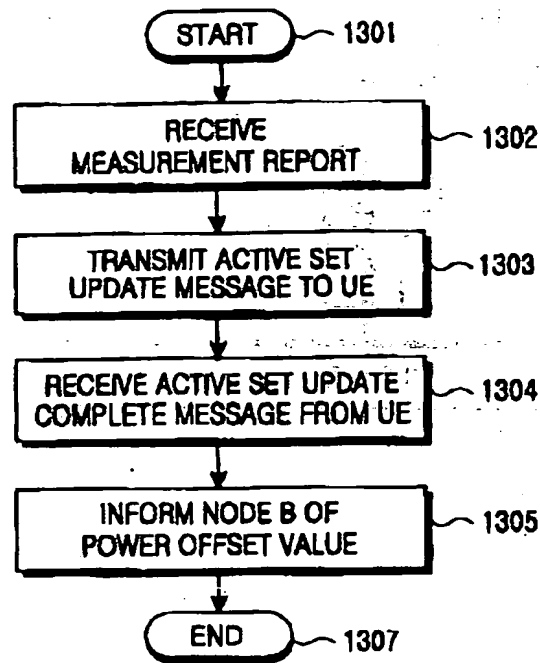 START
1301
RECEIVE
MEASUREMENT REPORT
1302
TRANSMIT ACTIVE SET
UPDATE MESSAGE TO UE
1303
RECEIVE ACTIVE SET UPDATE
COMPLETE MESSAGE FROM UE
1304
INFORM NODE B OF
POWER OFFSET VALUE
1305
END
1307